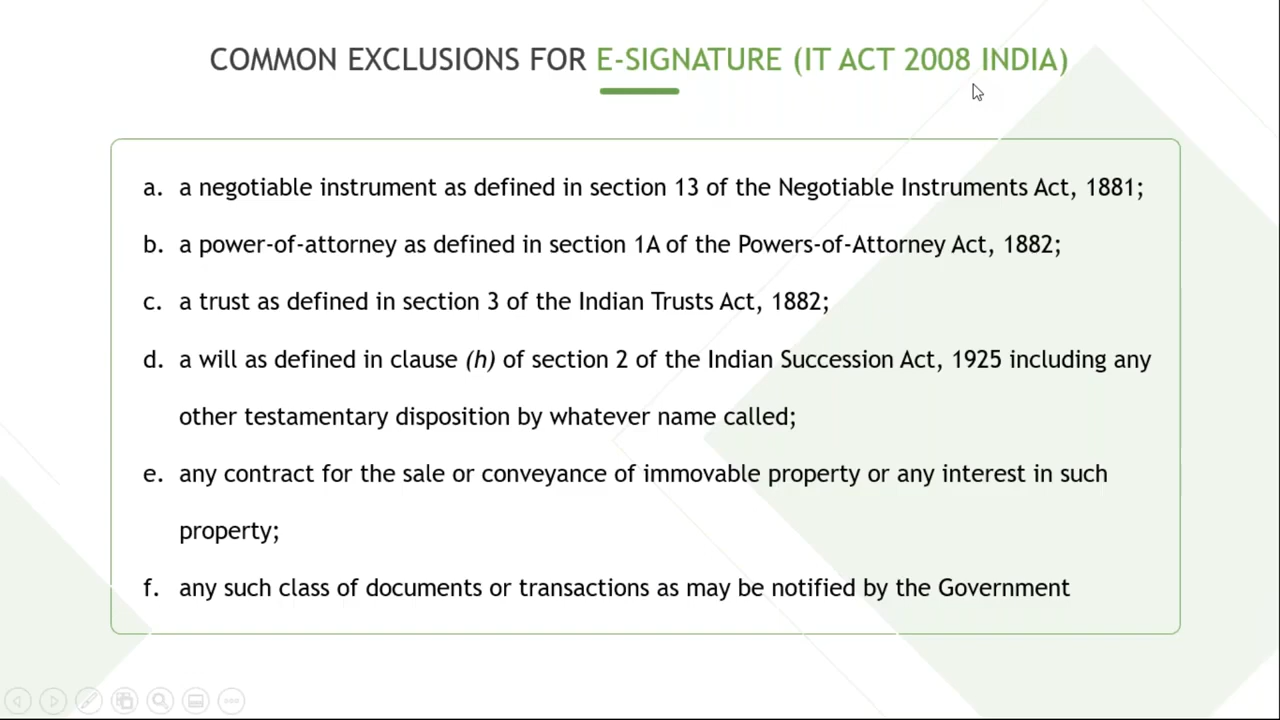 COMMON EXCLUSIONS FOR E-SIGNATURE (IT ACT 2008 INDIA)
a. a negotiable instrument as defined in section 13 of the Negotiable Instruments Act, 1881;
b. a power-of-attorney as defined in section 1A of the Powers-of-Attorney Act, 1882;
c. a trust as defined in section 3 of the Indian Trusts Act, 1882;
d. a will as defined in clause (h) of section 2 of the Indian Succession Act, 1925 including any
other testamentary disposition by whatever name called;
e. any contract for the sale or conveyance of immovable property or any interest in such
property;
f. any such class of documents or transactions as may be notified by the Government